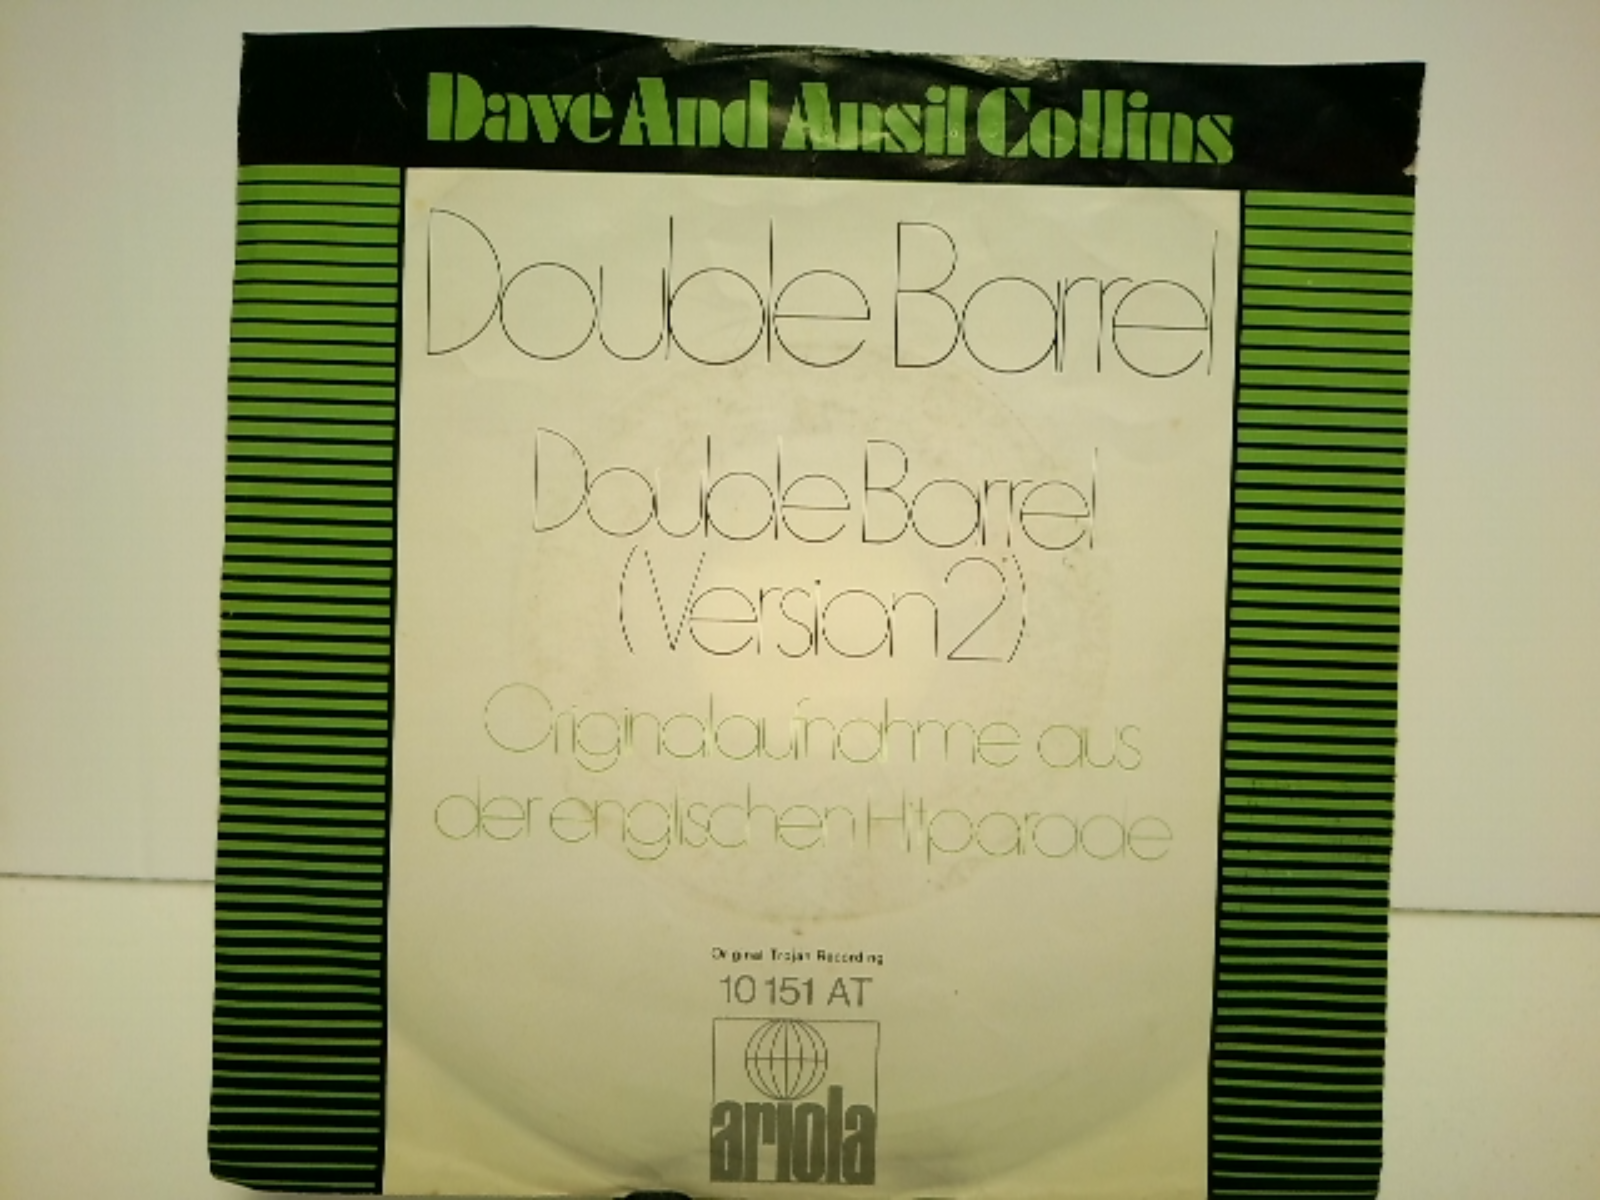 Dave And Ansil Collins
Double Barrel
Double Barrel
(Version 2)
Originalaufnahme aus
der englischen Hitparade
Original Trojan Recording
10 151 AT
ariola